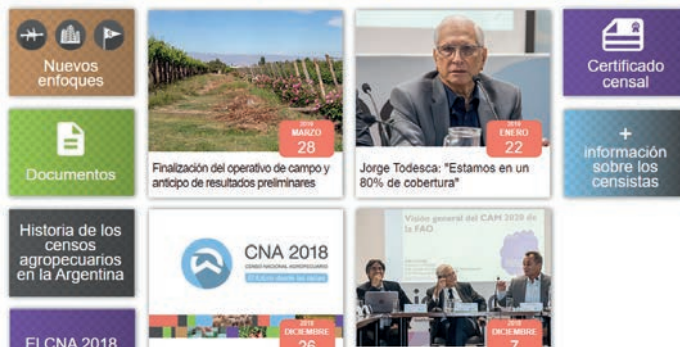 Nuevos
enfoques
2019
MARZO
28
Finalización del operativo de campo y
anticipo de resultados preliminares
2019
ENERO
22
Jorge Todesca: "Estamos en un
80% de cobertura"
Certificado
censal
Documentos
+
información
sobre los
censistas
Historia de los
censos
agropecuarios
en la Argentina
CNA 2018
CENSO NACIONAL AGROPECUARIO
El futuro desde las raíces
2018
DICIEMBRE
26
Visión general del CAM 2020 de
la FAO
2018
DICIEMBRE
7
El CNA 2018